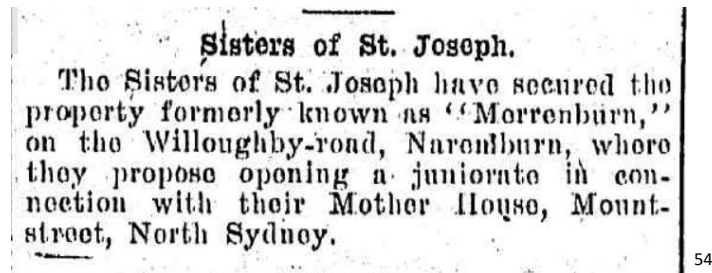 Sisters of St. Joseph.
The Sisters of St. Joseph have secured the
property formerly known as "Merrenburn,"
on the Willoughby-road, Naremburn, where
they propose opening a juniorate in con-
nection with their Mother House, Mount-
street, North Sydney.
54